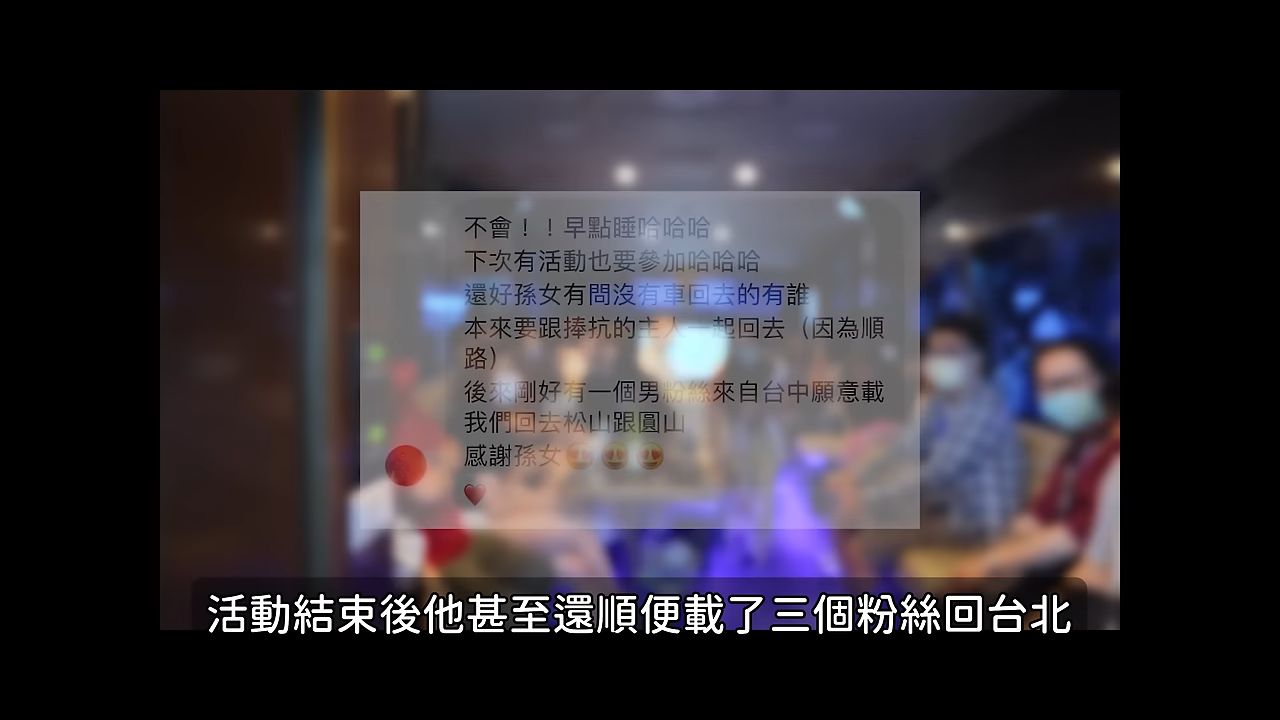 不會！！早點睡哈哈哈
下次有活動也要參加哈哈哈
還好孫女有問沒有車回去的有誰
本來要跟捧抗的主人一起回去（因為順
路）
後來剛好有一個男粉絲來自台中願意載
我們回去松山跟圓山
感謝孫女😍😍😍
❤️
活動結束後他甚至還順便載了三個粉絲回台北